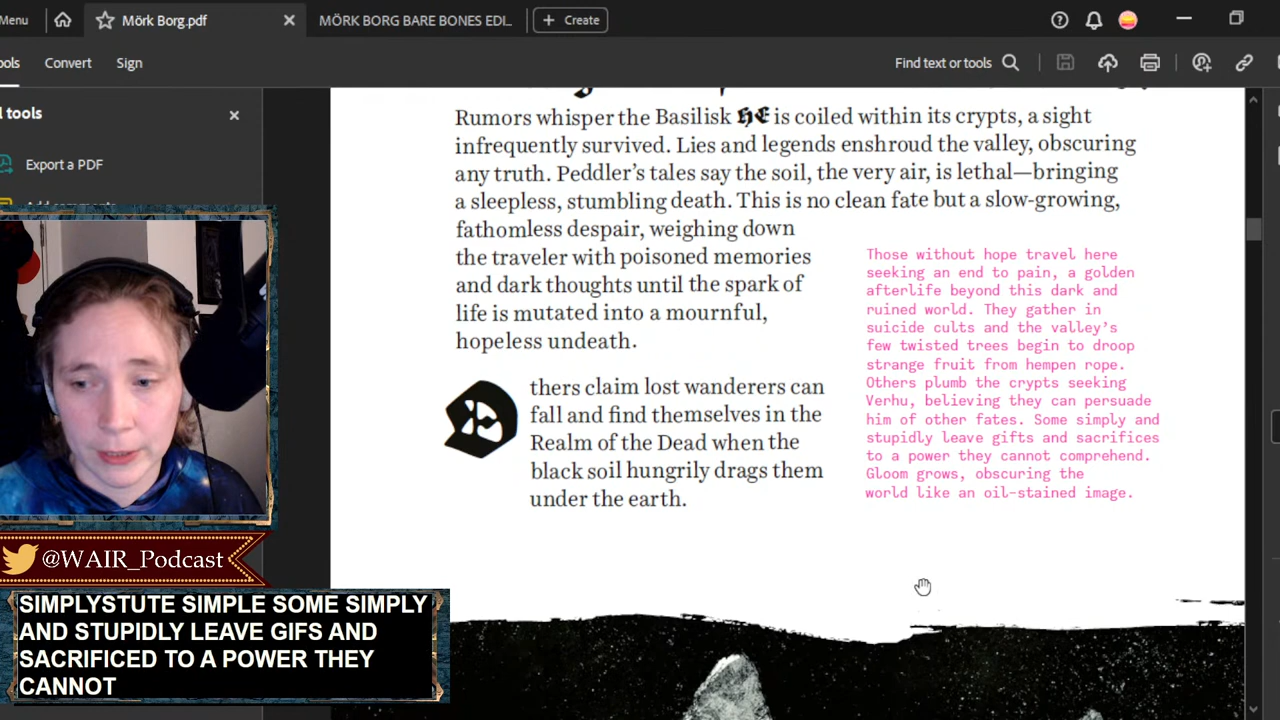 Menu
Mörk Borg.pdf
MÖRK BORG BARE BONES EDI...
Create
ols
Convert
Sign
Find text or tools
l tools
Export a PDF
Rumors whisper the Basilisk HE is coiled within its crypts, a sight
infrequently survived. Lies and legends enshroud the valley, obscuring
any truth. Peddler's tales say the soil, the very air, is lethal—bringing
a sleepless, stumbling death. This is no clean fate but a slow-growing,
fathomless despair, weighing down
the traveler with poisoned memories
and dark thoughts until the spark of
life is mutated into a mournful,
hopeless undeath.
thers claim lost wanderers can
fall and find themselves in the
Realm of the Dead when the
black soil hungrily drags them
under the earth.
Those without hope travel here
seeking an end to pain, a golden
afterlife beyond this dark and
ruined world. They gather in
suicide cults and the valley's
few twisted trees begin to droop
strange fruit from hempen rope.
Others plumb the crypts seeking
Verhu, believing they can persuade
him of other fates. Some simply and
stupidly leave gifts and sacrifices
to a power they cannot comprehend.
Gloom grows, obscuring the
world like an oil-stained image.
@WAIR_Podcast
SIMPLYSTUTE SIMPLE SOME SIMPLY
AND STUPIDLY LEAVE GIFS AND
SACRIFICED TO A POWER THEY
CANNOT